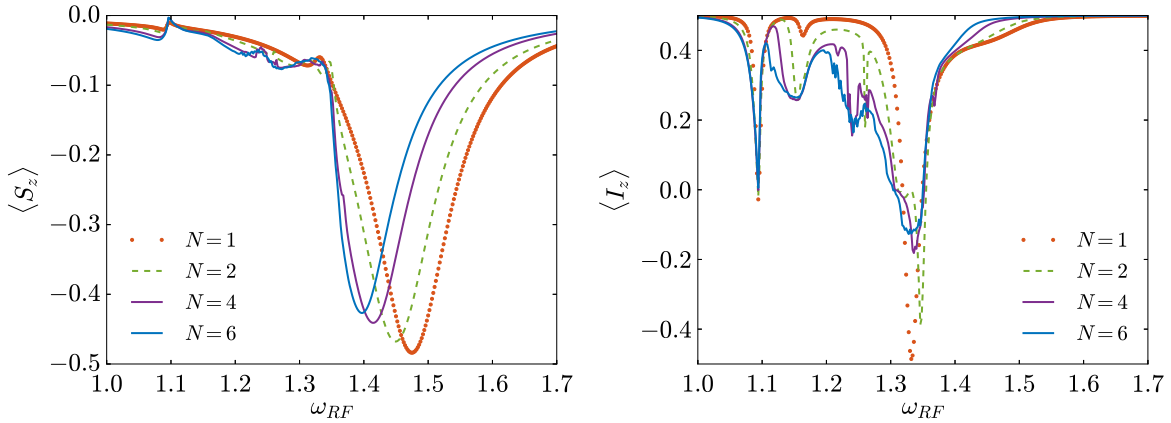 0.0
−0.1
−0.2
−0.3
−0.4
−0.5
⟨S_z⟩
N = 1
N = 2
N = 4
N = 6
1.0 1.1 1.2 1.3 1.4 1.5 1.6 1.7
ω_RF
0.4
0.2
0.0
−0.2
−0.4
⟨I_z⟩
N = 1
N = 2
N = 4
N = 6
1.0 1.1 1.2 1.3 1.4 1.5 1.6 1.7
ω_RF